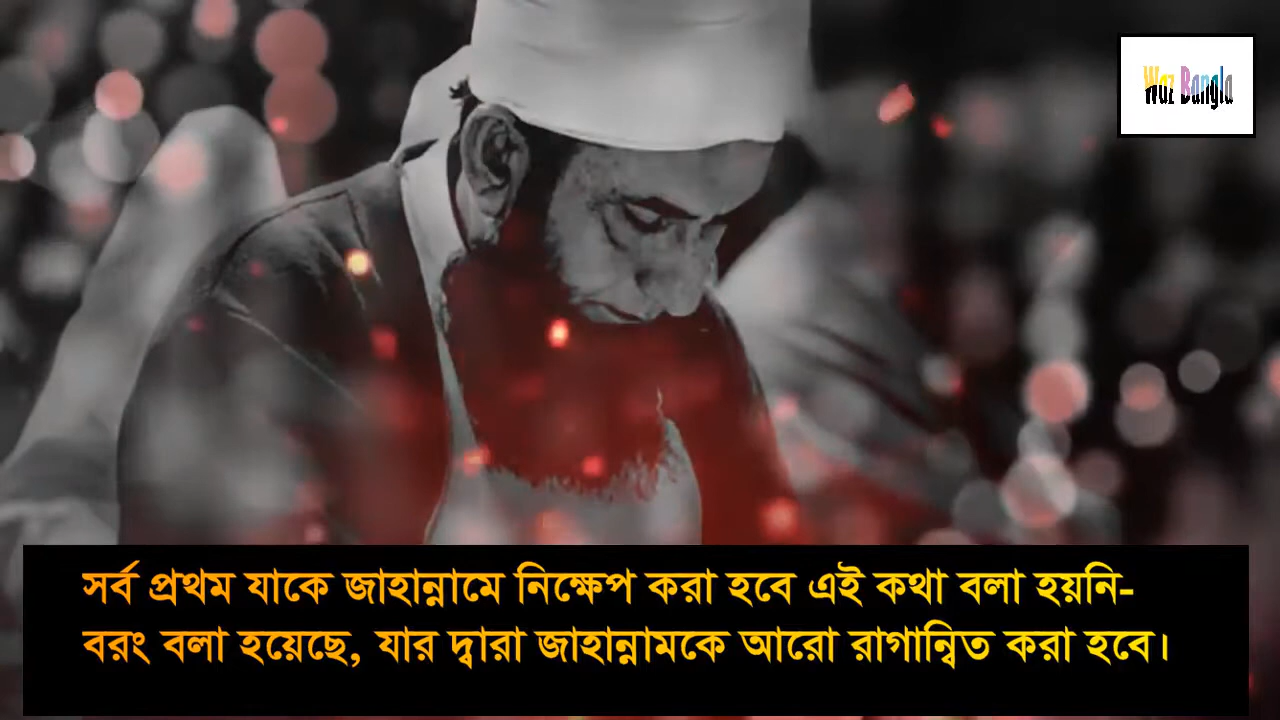 Waz Bangla
সর্ব প্রথম যাকে জাহান্নামে নিক্ষেপ করা হবে এই কথা বলা হয়নি-
বরং বলা হয়েছে, যার দ্বারা জাহান্নামকে আরো রাগান্বিত করা হবে।